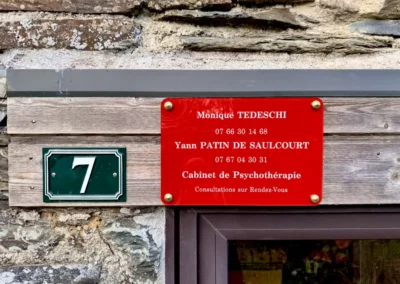 7
Monique TEDESCHI
07 66 30 14 68
Yann PATIN DE SAULCOURT
07 67 04 30 31
Cabinet de Psychothérapie
Consultations sur Rendez-Vous